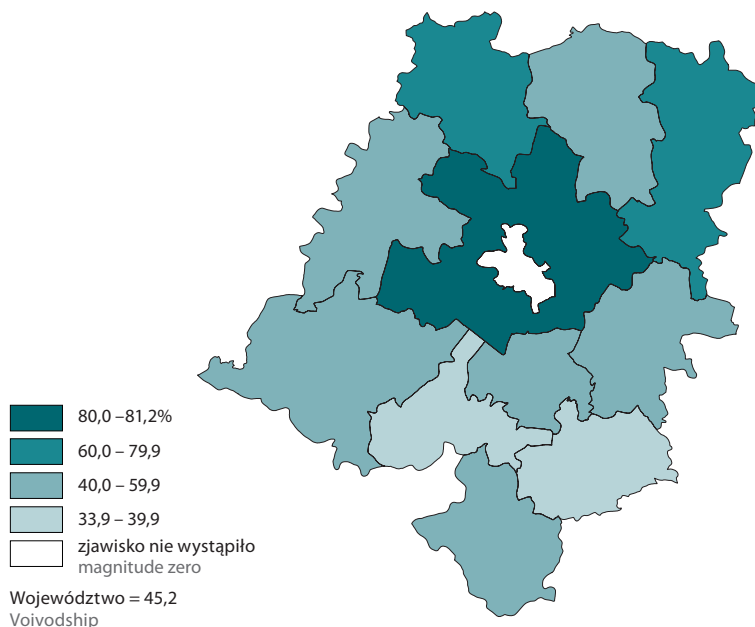 80,0 –81,2%
60,0 – 79,9
40,0 – 59,9
33,9 – 39,9
zjawisko nie wystąpiło
magnitude zero
Województwo = 45,2
Voivodship